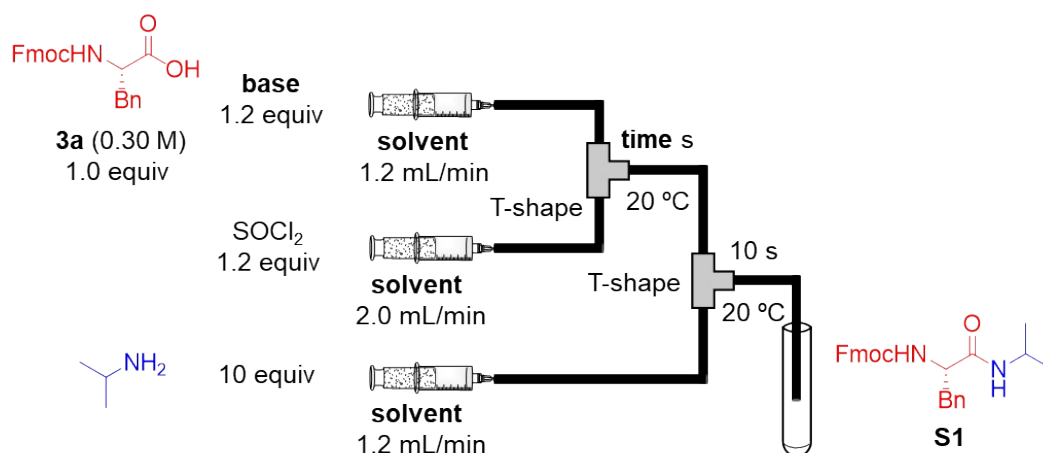 O
FmocHN
OH
Bn
3a (0.30 M)
1.0 equiv
base
1.2 equiv
solvent
1.2 mL/min
time s
T-shape
20 ºC
SOCl₂
1.2 equiv
solvent
2.0 mL/min
T-shape
10 s
20 ºC
NH₂
10 equiv
solvent
1.2 mL/min
O
FmocHN
N
H
Bn
S1